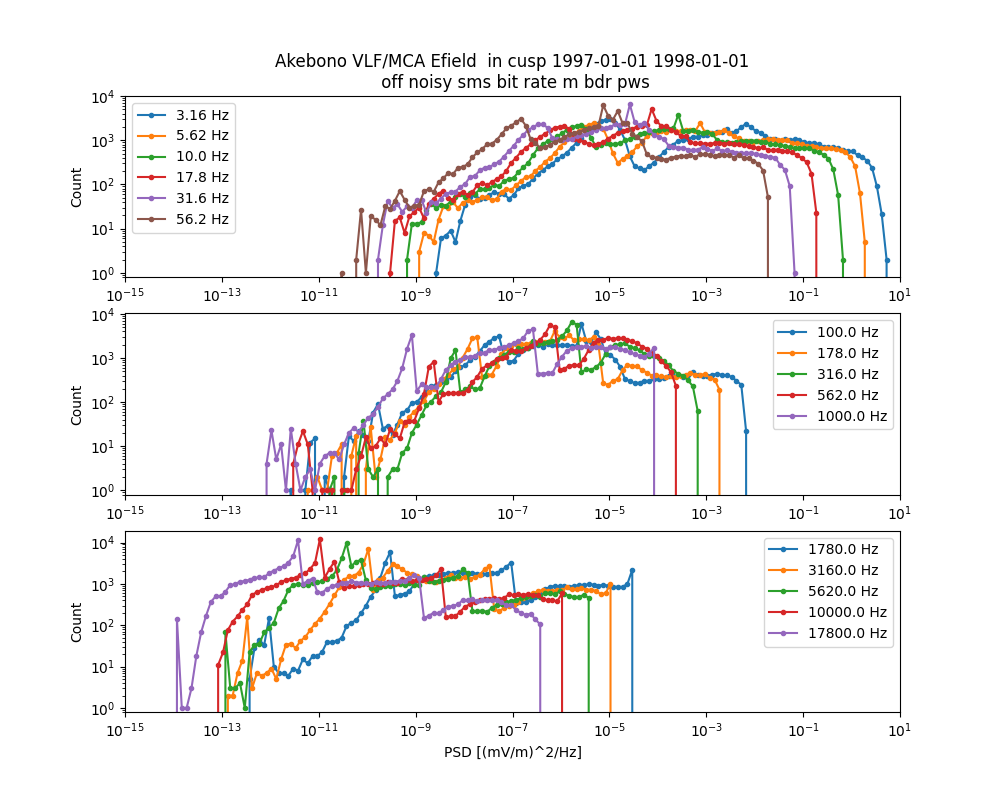 Akebono VLF/MCA Efield  in cusp 1997-01-01 1998-01-01
off noisy sms bit rate m bdr pws
10^4
10^3
10^2
10^1
10^0
Count
3.16 Hz
5.62 Hz
10.0 Hz
17.8 Hz
31.6 Hz
56.2 Hz
10^−15 10^−13 10^−11 10^−9 10^−7 10^−5 10^−3 10^−1 10^1
10^4
10^3
10^2
10^1
10^0
Count
100.0 Hz
178.0 Hz
316.0 Hz
562.0 Hz
1000.0 Hz
10^−15 10^−13 10^−11 10^−9 10^−7 10^−5 10^−3 10^−1 10^1
10^4
10^3
10^2
10^1
10^0
Count
1780.0 Hz
3160.0 Hz
5620.0 Hz
10000.0 Hz
17800.0 Hz
10^−15 10^−13 10^−11 10^−9 10^−7 10^−5 10^−3 10^−1 10^1
PSD [(mV/m)^2/Hz]